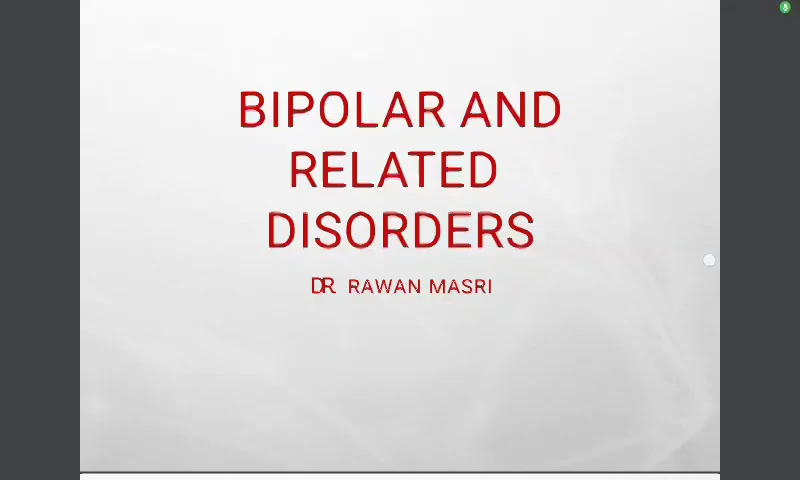 BIPOLAR AND
RELATED
DISORDERS
DR. RAWAN MASRI